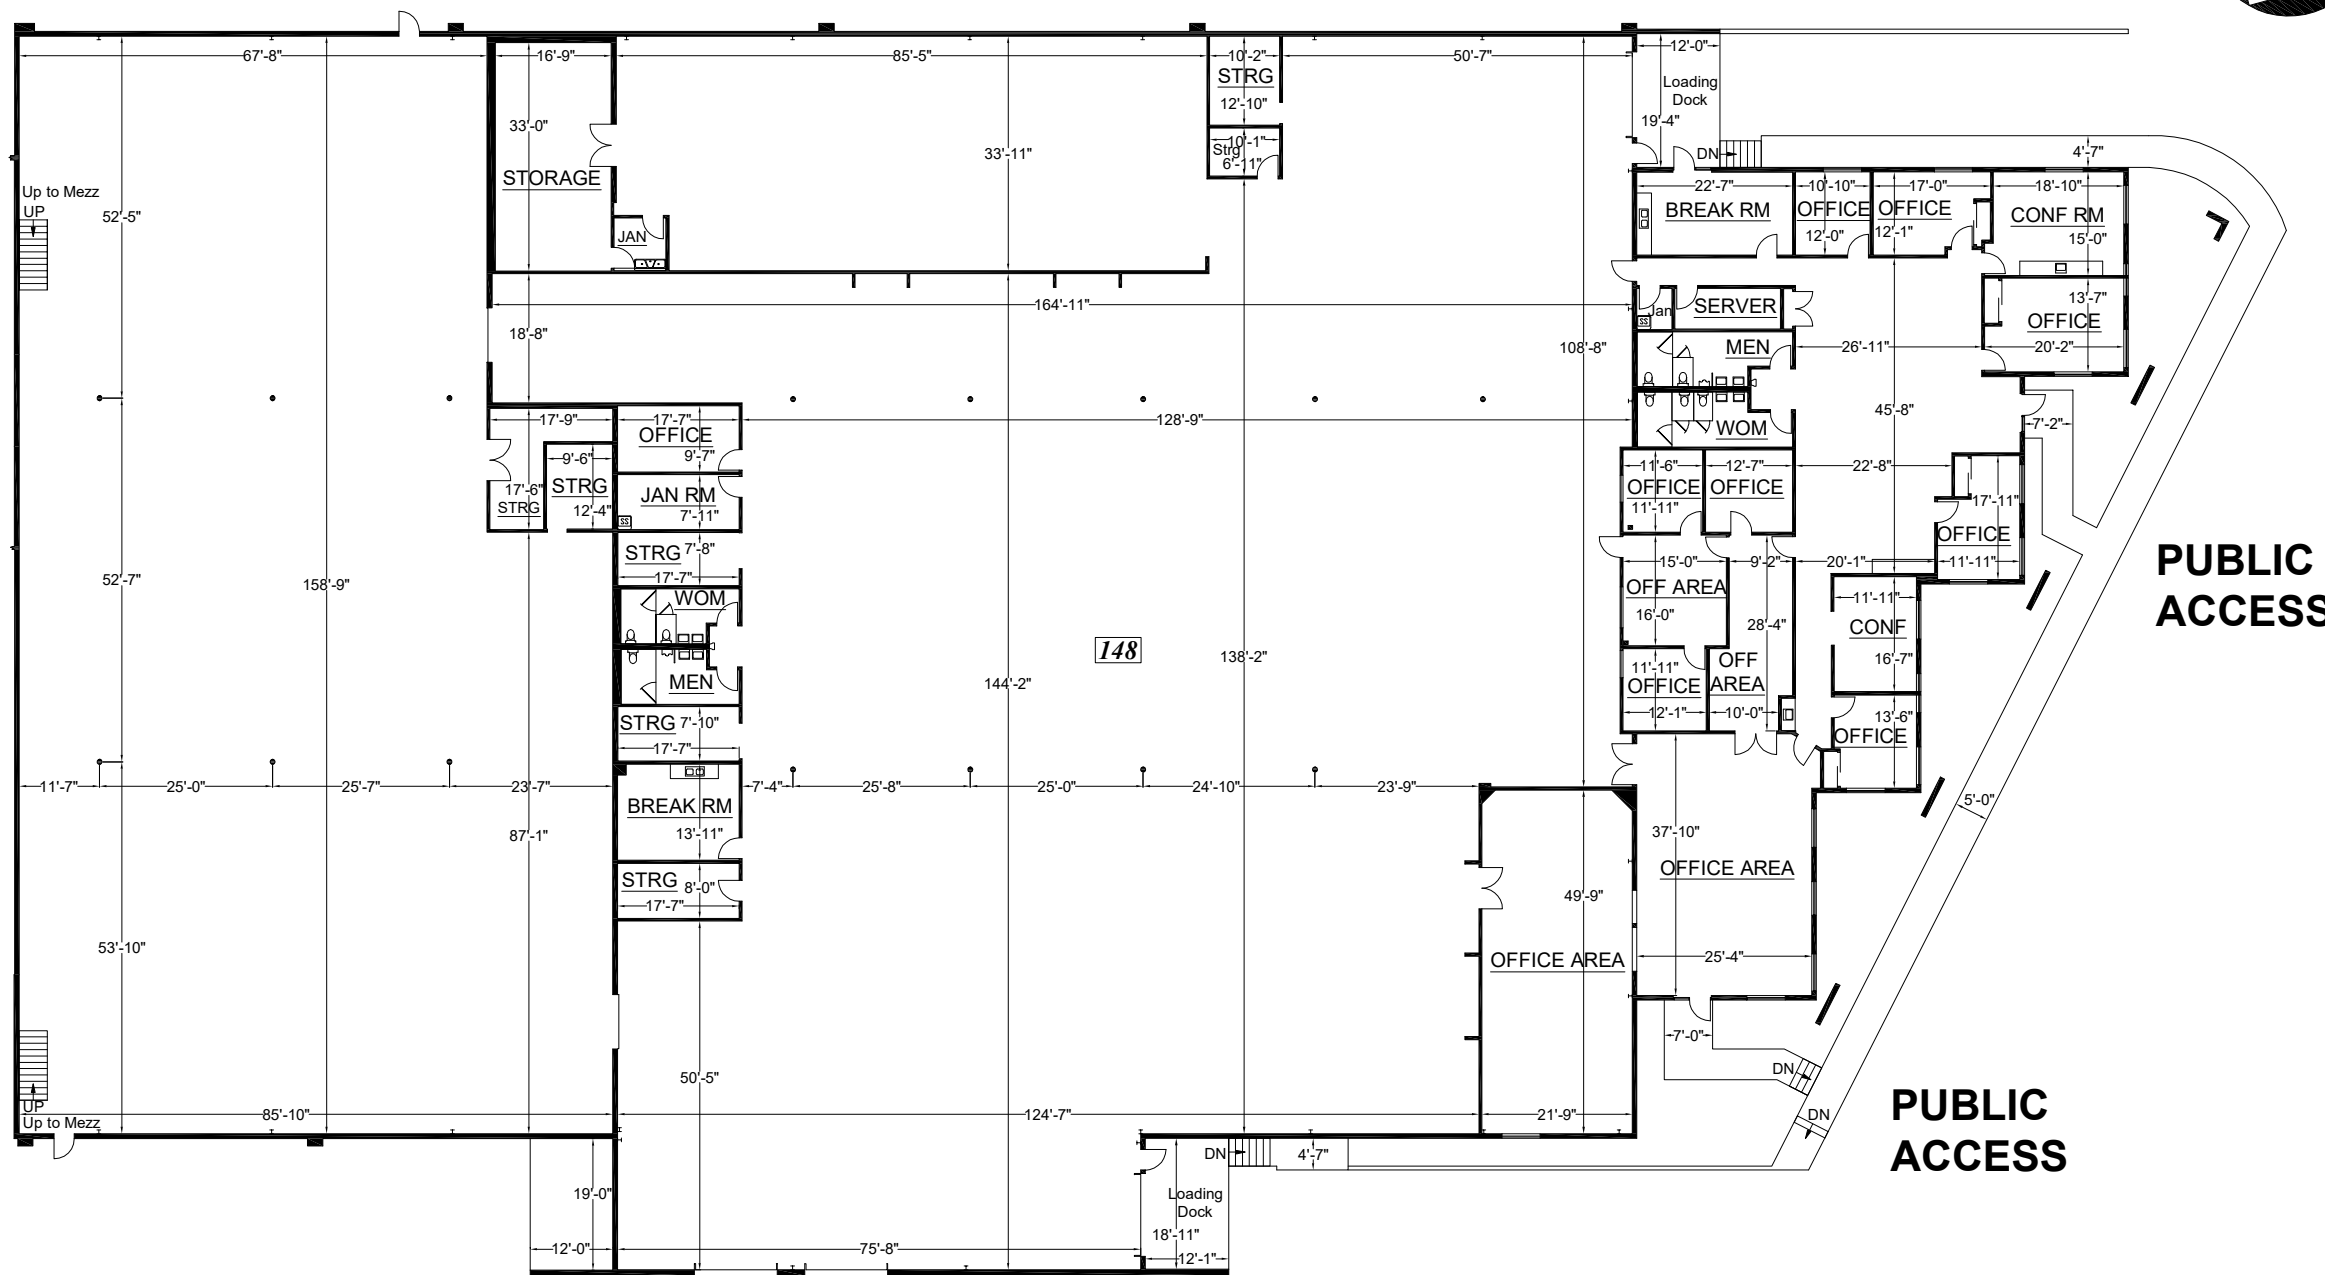 67'-8"
16'-9"
85'-5"
10'-2"
50'-7"
12'-0"
STRG
12'-10"
Loading
Dock
19'-4"
33'-0"
33'-11"
10'-1"
Strg
6'-11"
DN
4'-7"
STORAGE
Up to Mezz
UP
52'-5"
JAN
22'-7"
10'-10"
17'-0"
18'-10"
BREAK RM
OFFICE
OFFICE
CONF RM
12'-0"
12'-1"
15'-0"
164'-11"
Jan
SS
SERVER
13'-7"
OFFICE
20'-2"
18'-8"
108'-8"
MEN
26'-11"
17'-9"
17'-7"
OFFICE
9'-7"
128'-9"
WOM
45'-8"
7'-2"
9'-6"
STRG
12'-4"
17'-6"
STRG
JAN RM
7'-11"
SS
11'-6"
OFFICE
11'-11"
12'-7"
OFFICE
22'-8"
17'-11"
OFFICE
11'-11"
STRG
7'-8"
17'-7"
52'-7"
158'-9"
15'-0"
OFF AREA
16'-0"
9'-2"
20'-1"
PUBLIC
ACCESS
WOM
11'-11"
CONF
16'-7"
28'-4"
148
138'-2"
144'-2"
MEN
11'-11"
OFFICE
12'-1"
OFF
AREA
10'-0"
STRG
7'-10"
17'-7"
13'-6"
OFFICE
11'-7"
25'-0"
25'-7"
23'-7"
7'-4"
25'-8"
25'-0"
24'-10"
23'-9"
5'-0"
BREAK RM
13'-11"
87'-1"
37'-10"
OFFICE AREA
STRG
8'-0"
17'-7"
49'-9"
53'-10"
OFFICE AREA
25'-4"
7'-0"
50'-5"
DN
UP
Up to Mezz
85'-10"
124'-7"
21'-9"
DN
PUBLIC
ACCESS
DN
4'-7"
19'-0"
Loading
Dock
18'-11"
12'-0"
75'-8"
12'-1"